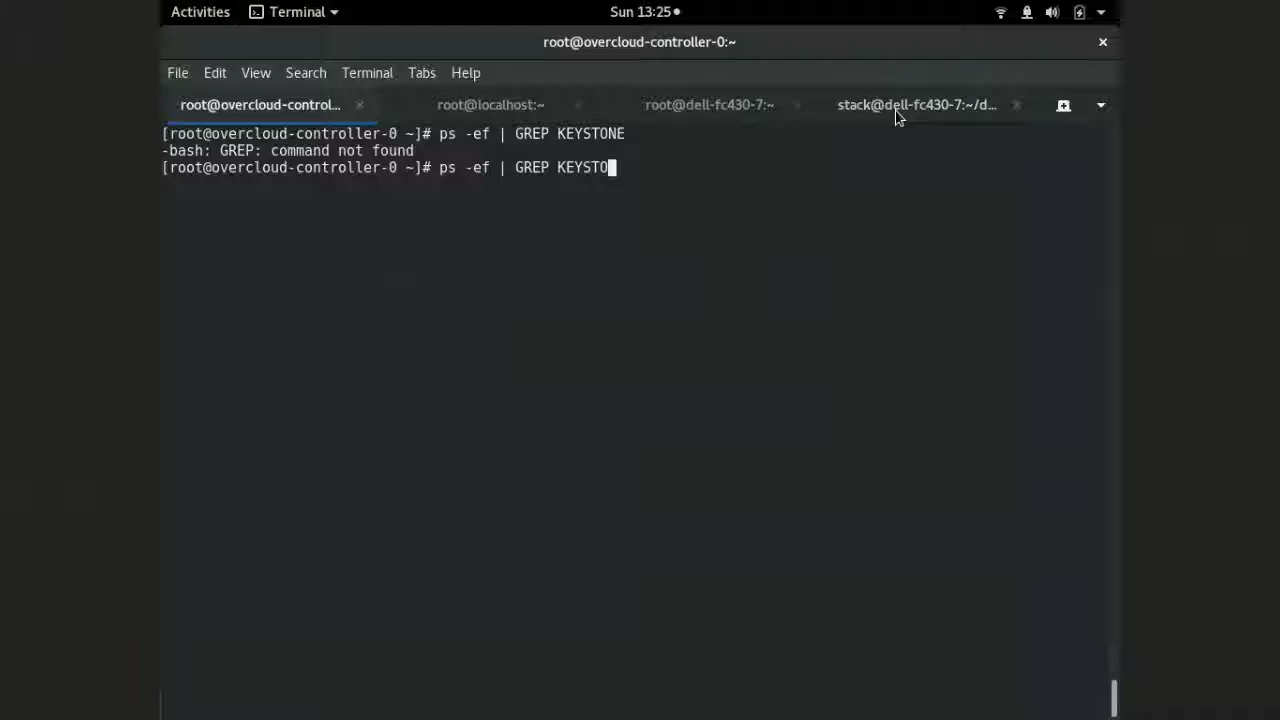 Activities Terminal Sun 13:25
root@overcloud-controller-0:~
File Edit View Search Terminal Tabs Help
root@overcloud-control... root@localhost:~ root@dell-fc430-7:~ stack@dell-fc430-7:~/d...
[root@overcloud-controller-0 ~]# ps -ef | GREP KEYSTONE
-bash: GREP: command not found
[root@overcloud-controller-0 ~]# ps -ef | GREP KEYSTO